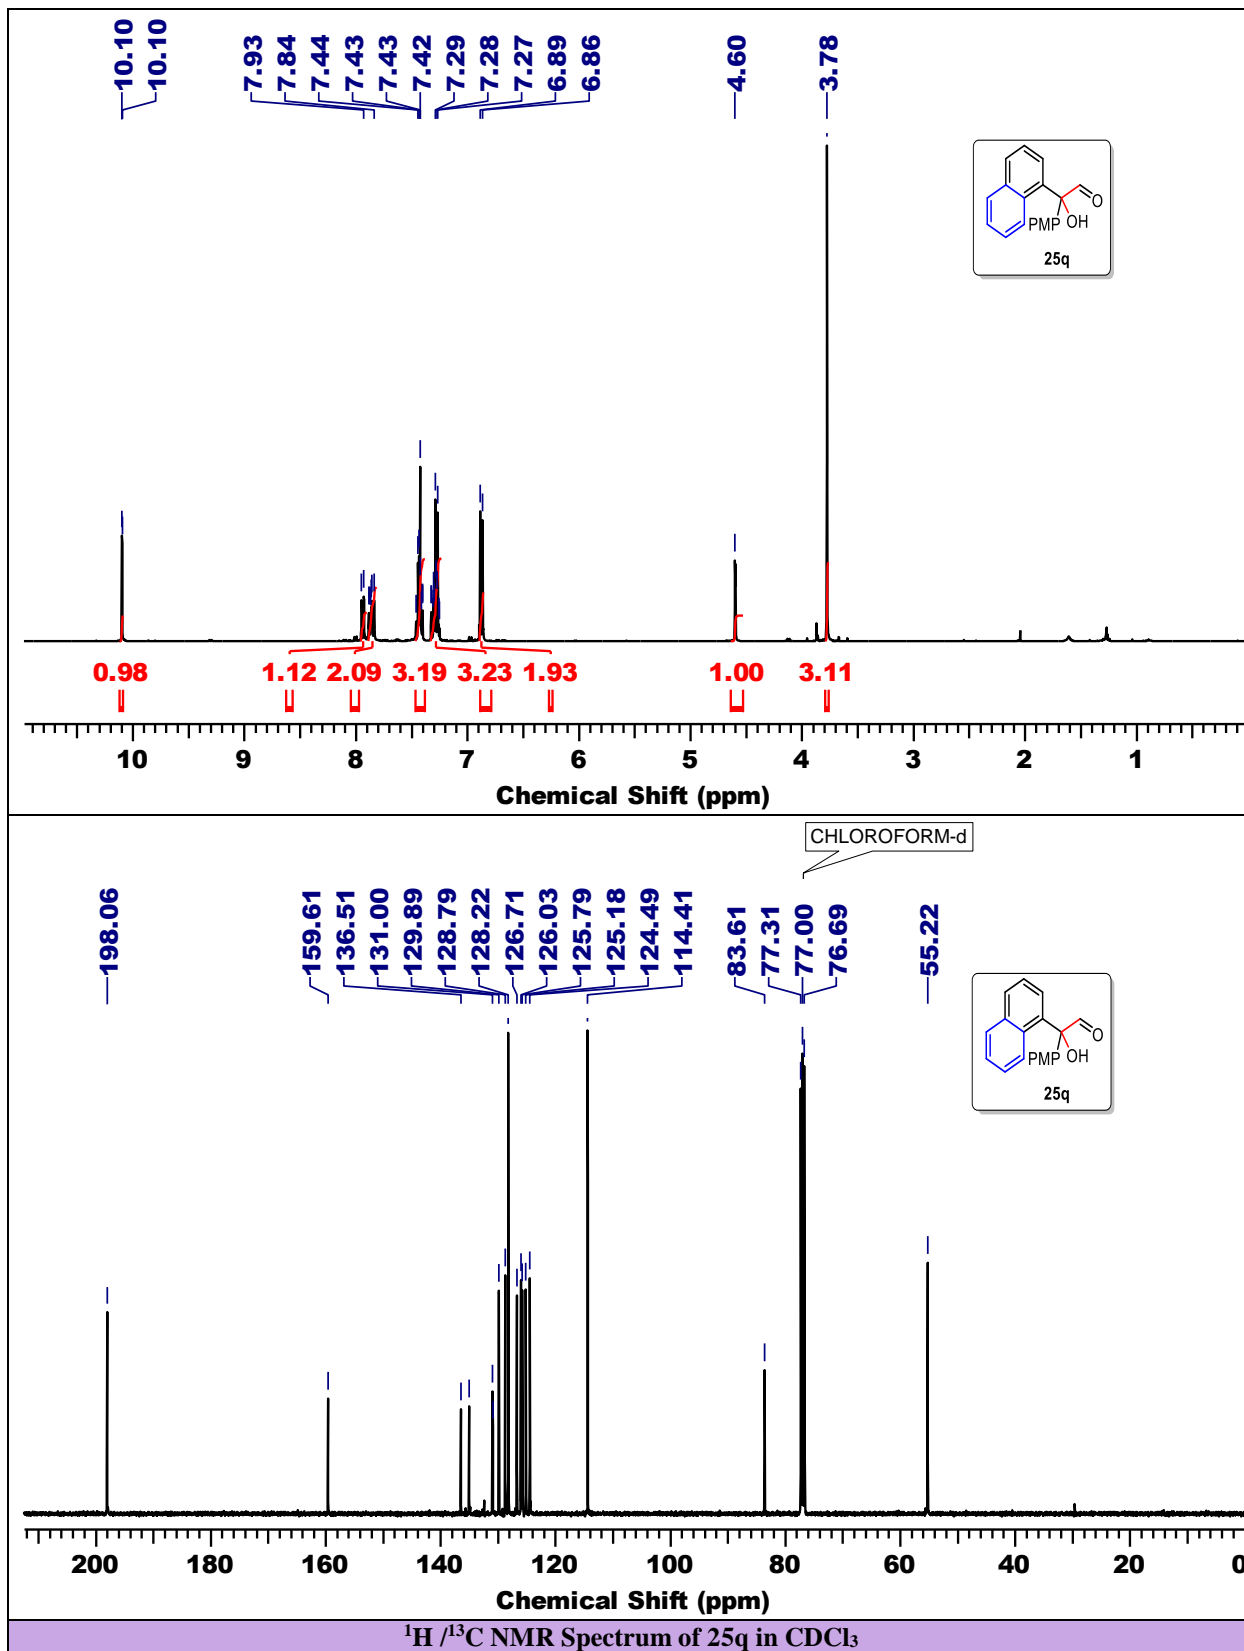 10.10
10.10
7.93
7.84
7.44
7.43
7.43
7.42
7.29
7.28
7.27
6.89
6.86
4.60
3.78
O
PMP OH
25q
0.98 1.12 2.09 3.19 3.23 1.93 1.00 3.11
10 9 8 7 6 5 4 3 2 1
Chemical Shift (ppm)
CHLOROFORM-d
198.06
159.61
136.51
131.00
129.89
128.79
128.22
126.71
126.03
125.79
125.18
124.49
114.41
83.61
77.31
77.00
76.69
55.22
O
PMP OH
25q
200 180 160 140 120 100 80 60 40 20 0
Chemical Shift (ppm)
¹H /¹³C NMR Spectrum of 25q in CDCl₃